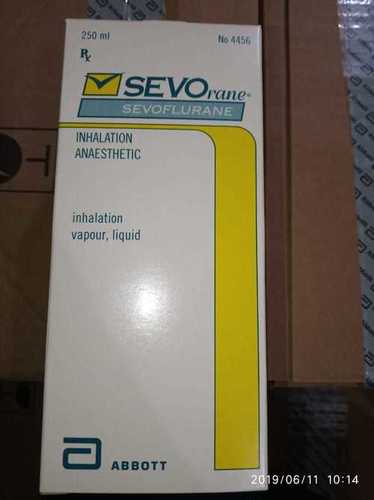 250 ml
No 4456
Rx
SEVOrane®
SEVOFLURANE
INHALATION
ANAESTHETIC
inhalation
vapour, liquid
ABBOTT
2019/06/11 10:14